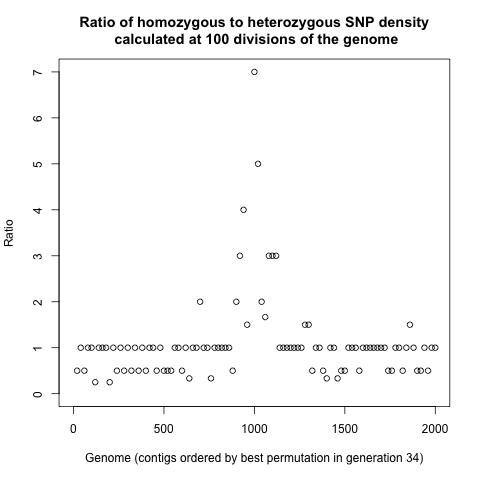 Ratio of homozygous to heterozygous SNP density
calculated at 100 divisions of the genome
Ratio
7
6
5
4
3
2
1
0
0 500 1000 1500 2000
Genome (contigs ordered by best permutation in generation 34)